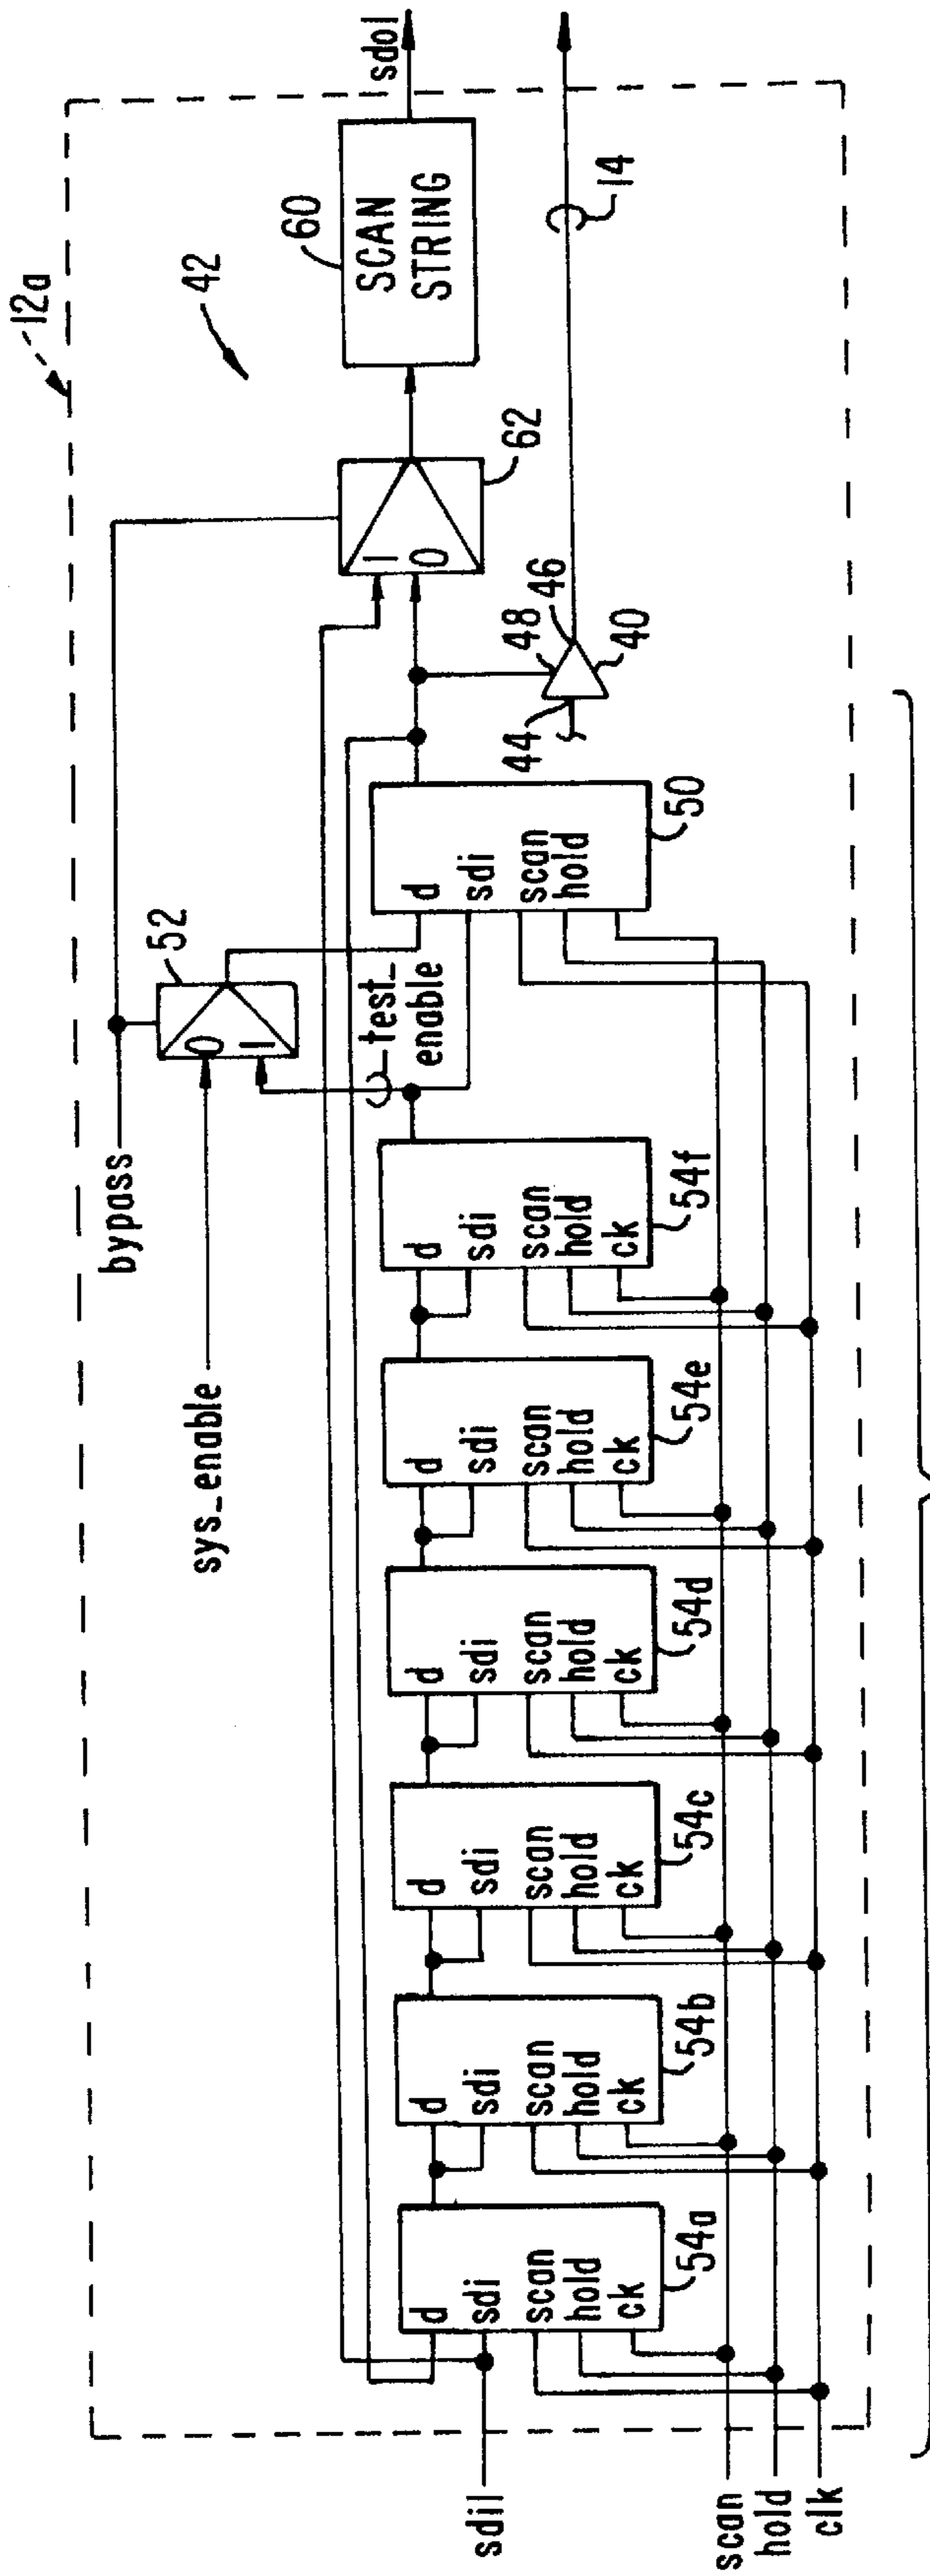 12a
42
bypass
sys_enable
0
1
52
test_
enable
1
0
62
60
SCAN
STRING
sdo1
44
48
46
40
14
sdi1
d
sdi
scan
hold
ck
54a
d
sdi
scan
hold
ck
54b
d
sdi
scan
hold
ck
54c
d
sdi
scan
hold
ck
54d
d
sdi
scan
hold
ck
54e
d
sdi
scan
hold
ck
54f
d
sdi
scan
hold
50
scan
hold
clk